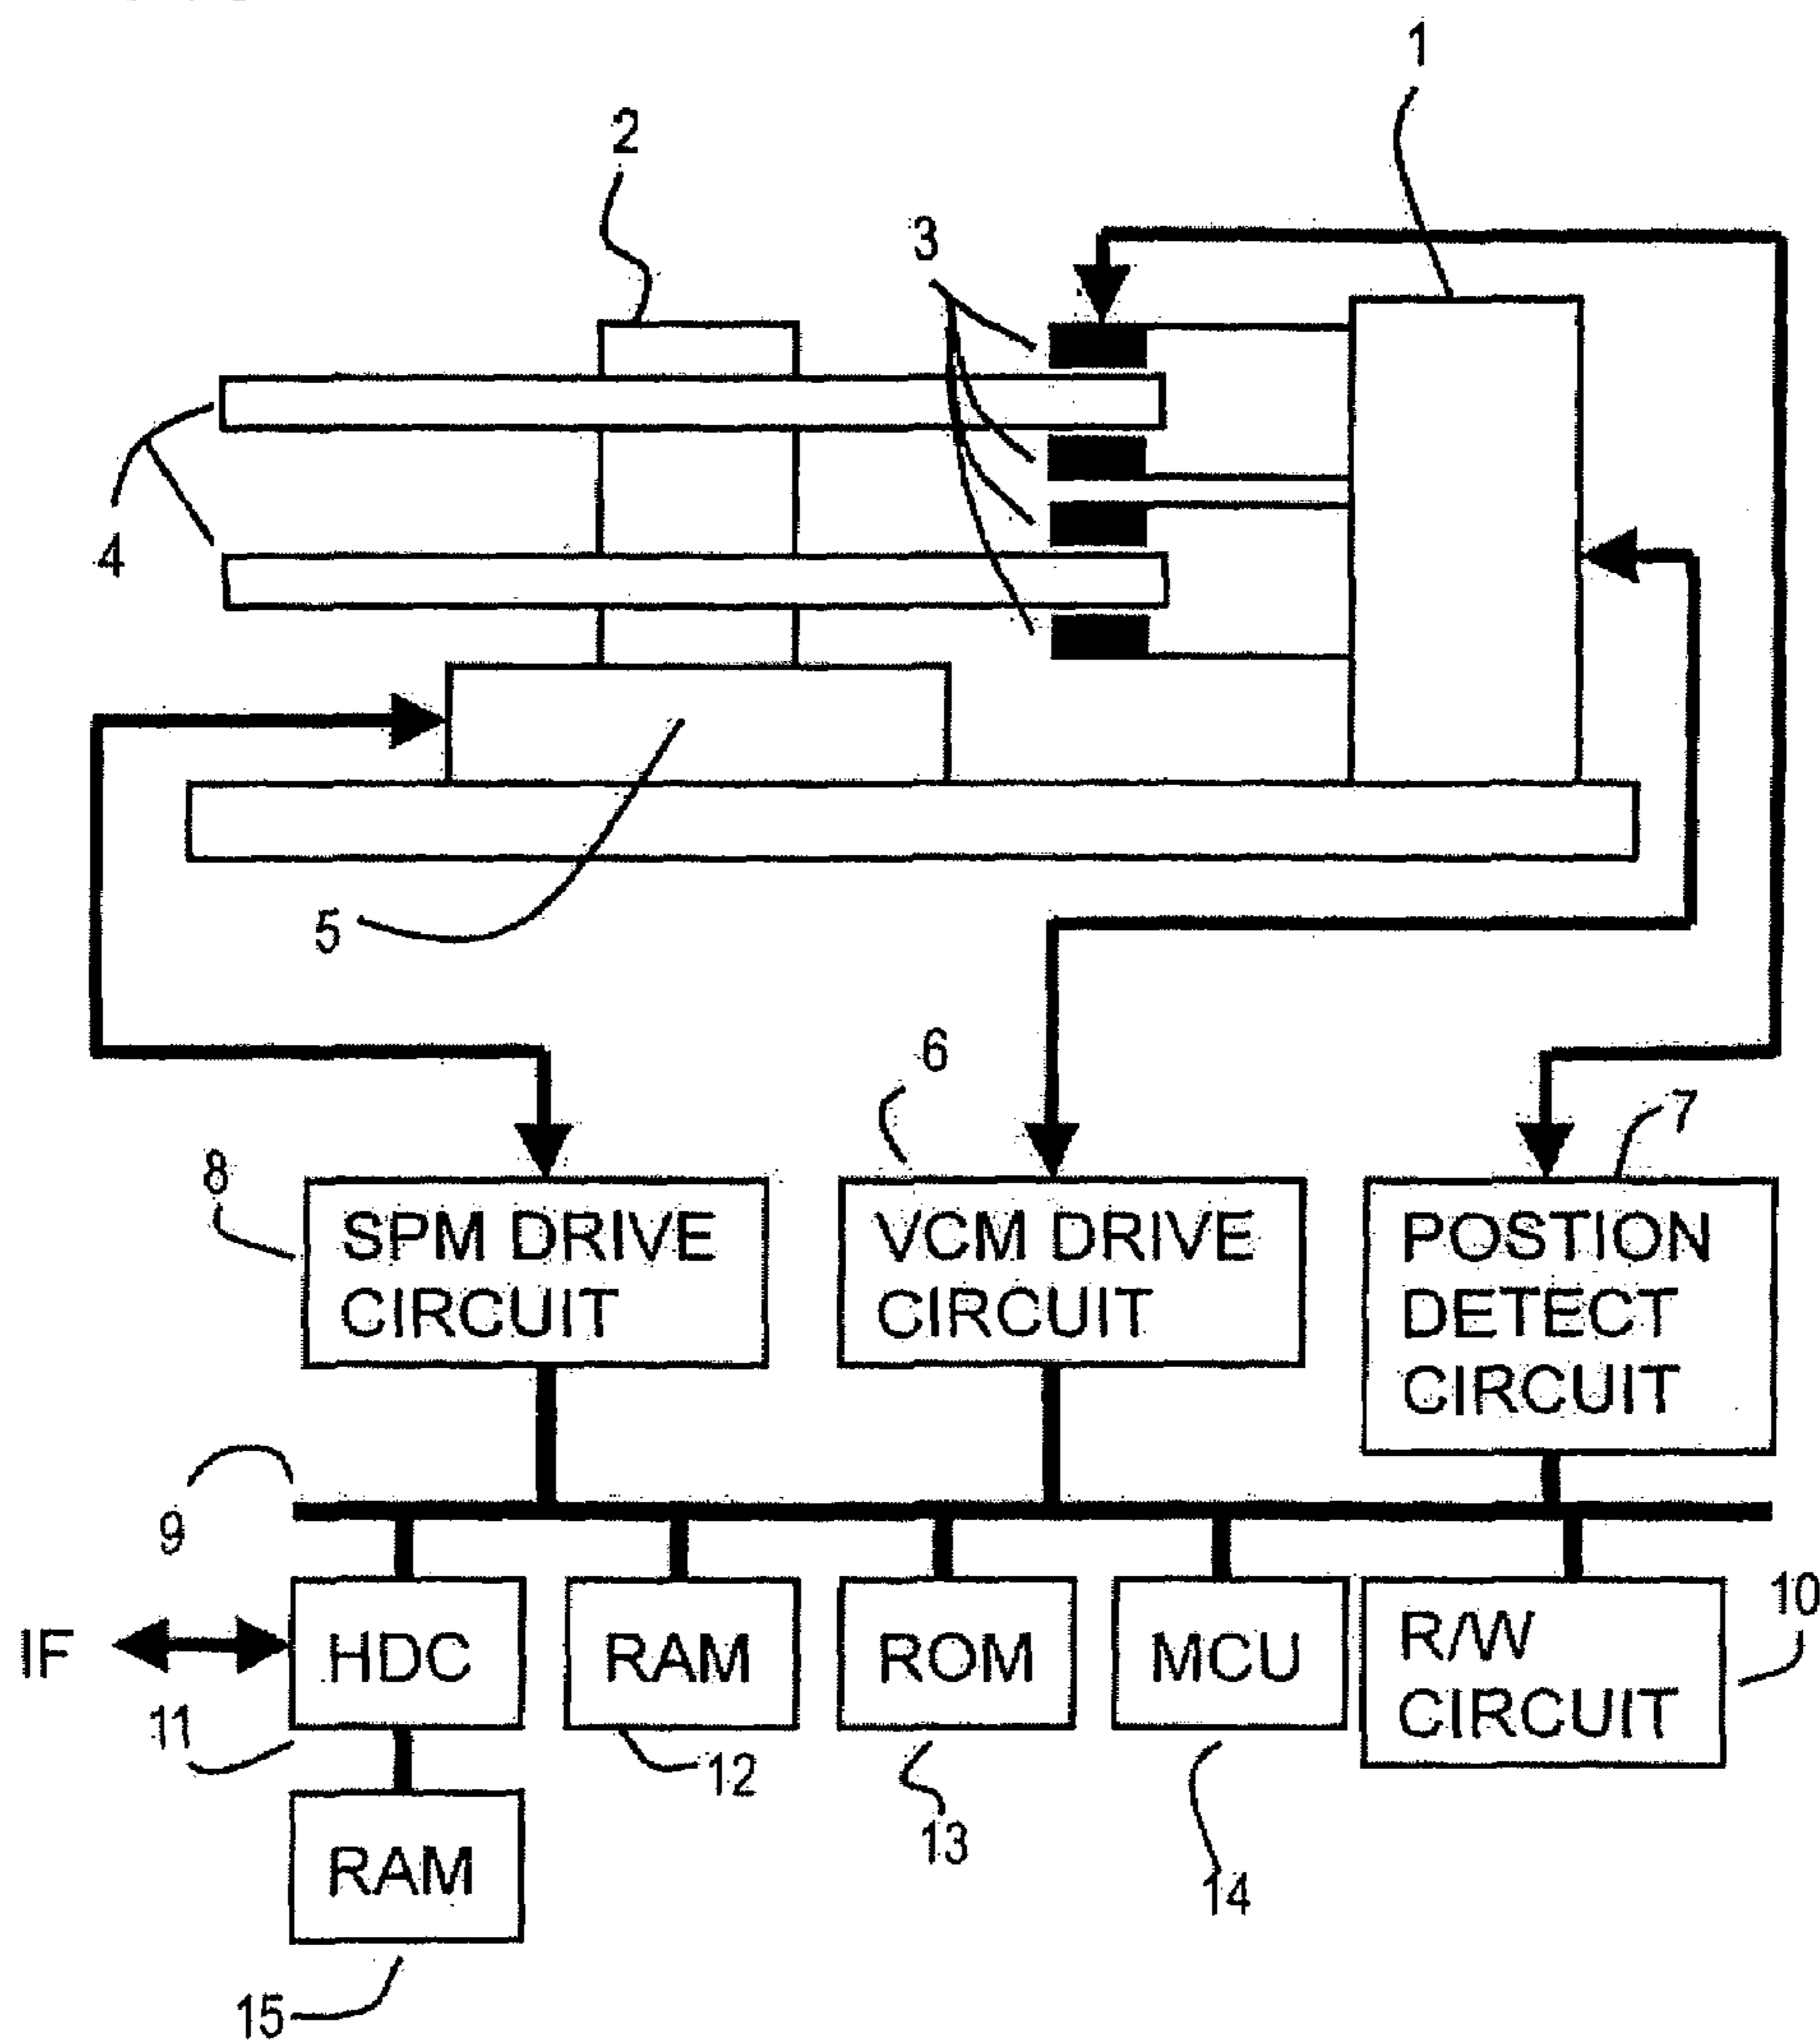 1
2
3
4
5
6
7
8
SPM DRIVE
CIRCUIT
VCM DRIVE
CIRCUIT
POSTION
DETECT
CIRCUIT
9
IF
HDC
RAM
ROM
MCU
R/W
CIRCUIT
10
11
12
13
14
RAM
15